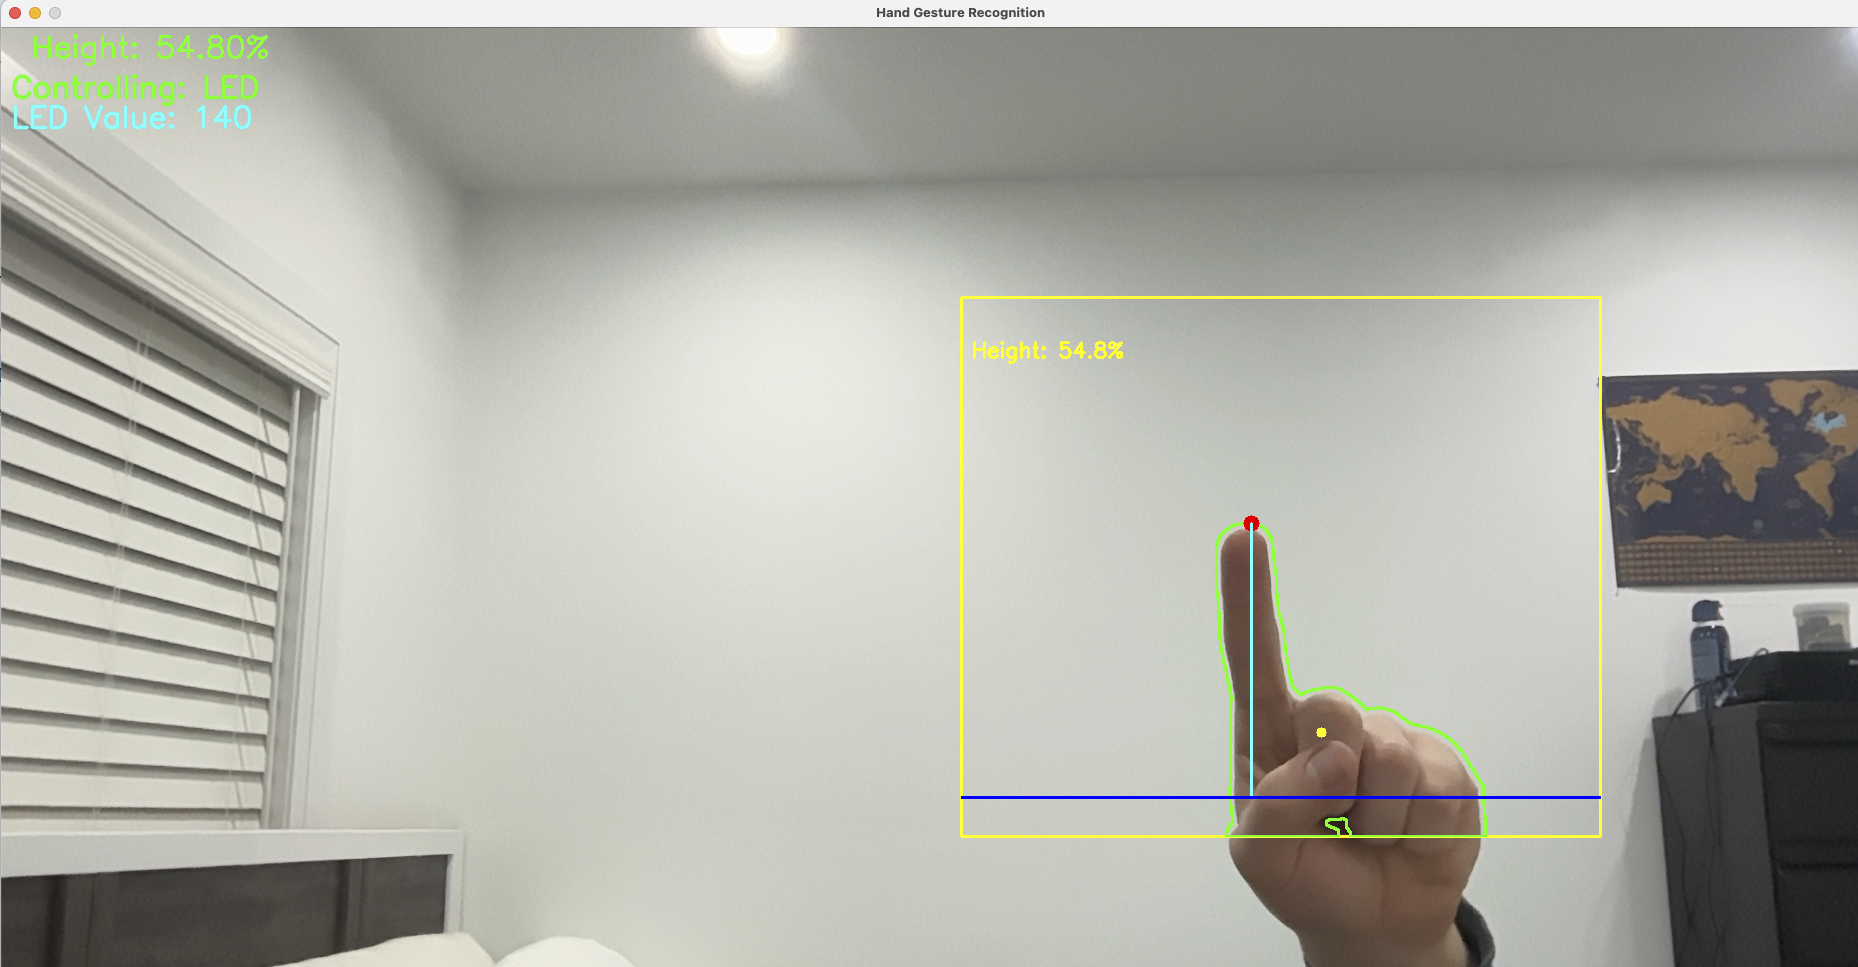 Hand Gesture Recognition
Height: 54.80%
Controlling: LED
LED Value: 140
Height: 54.8%